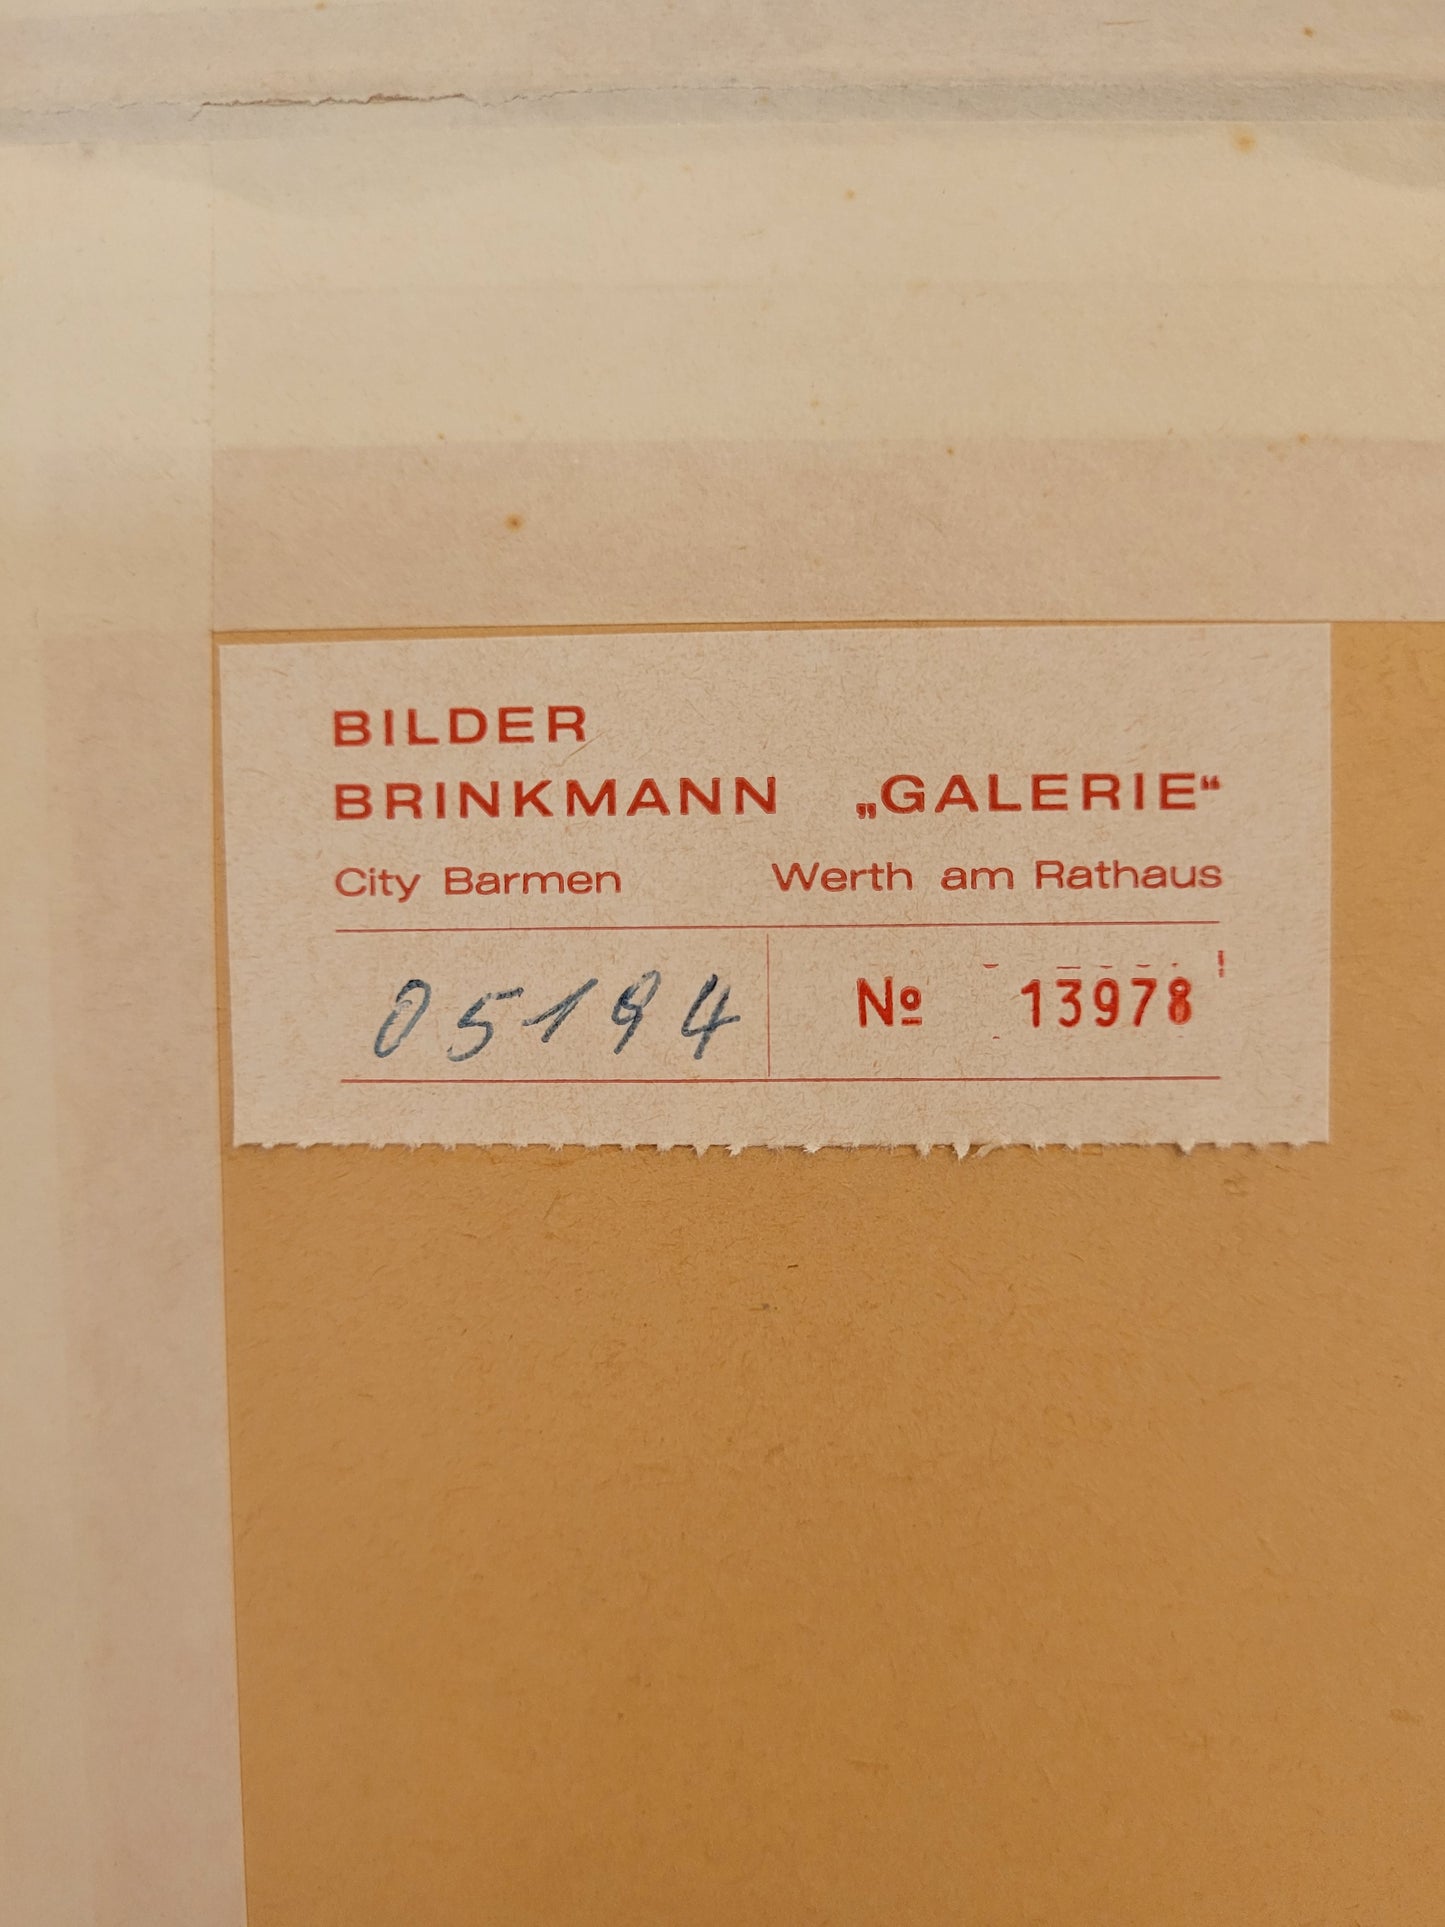 BILDER
BRINKMANN „GALERIE“
City Barmen Werth am Rathaus
05194 № 13978